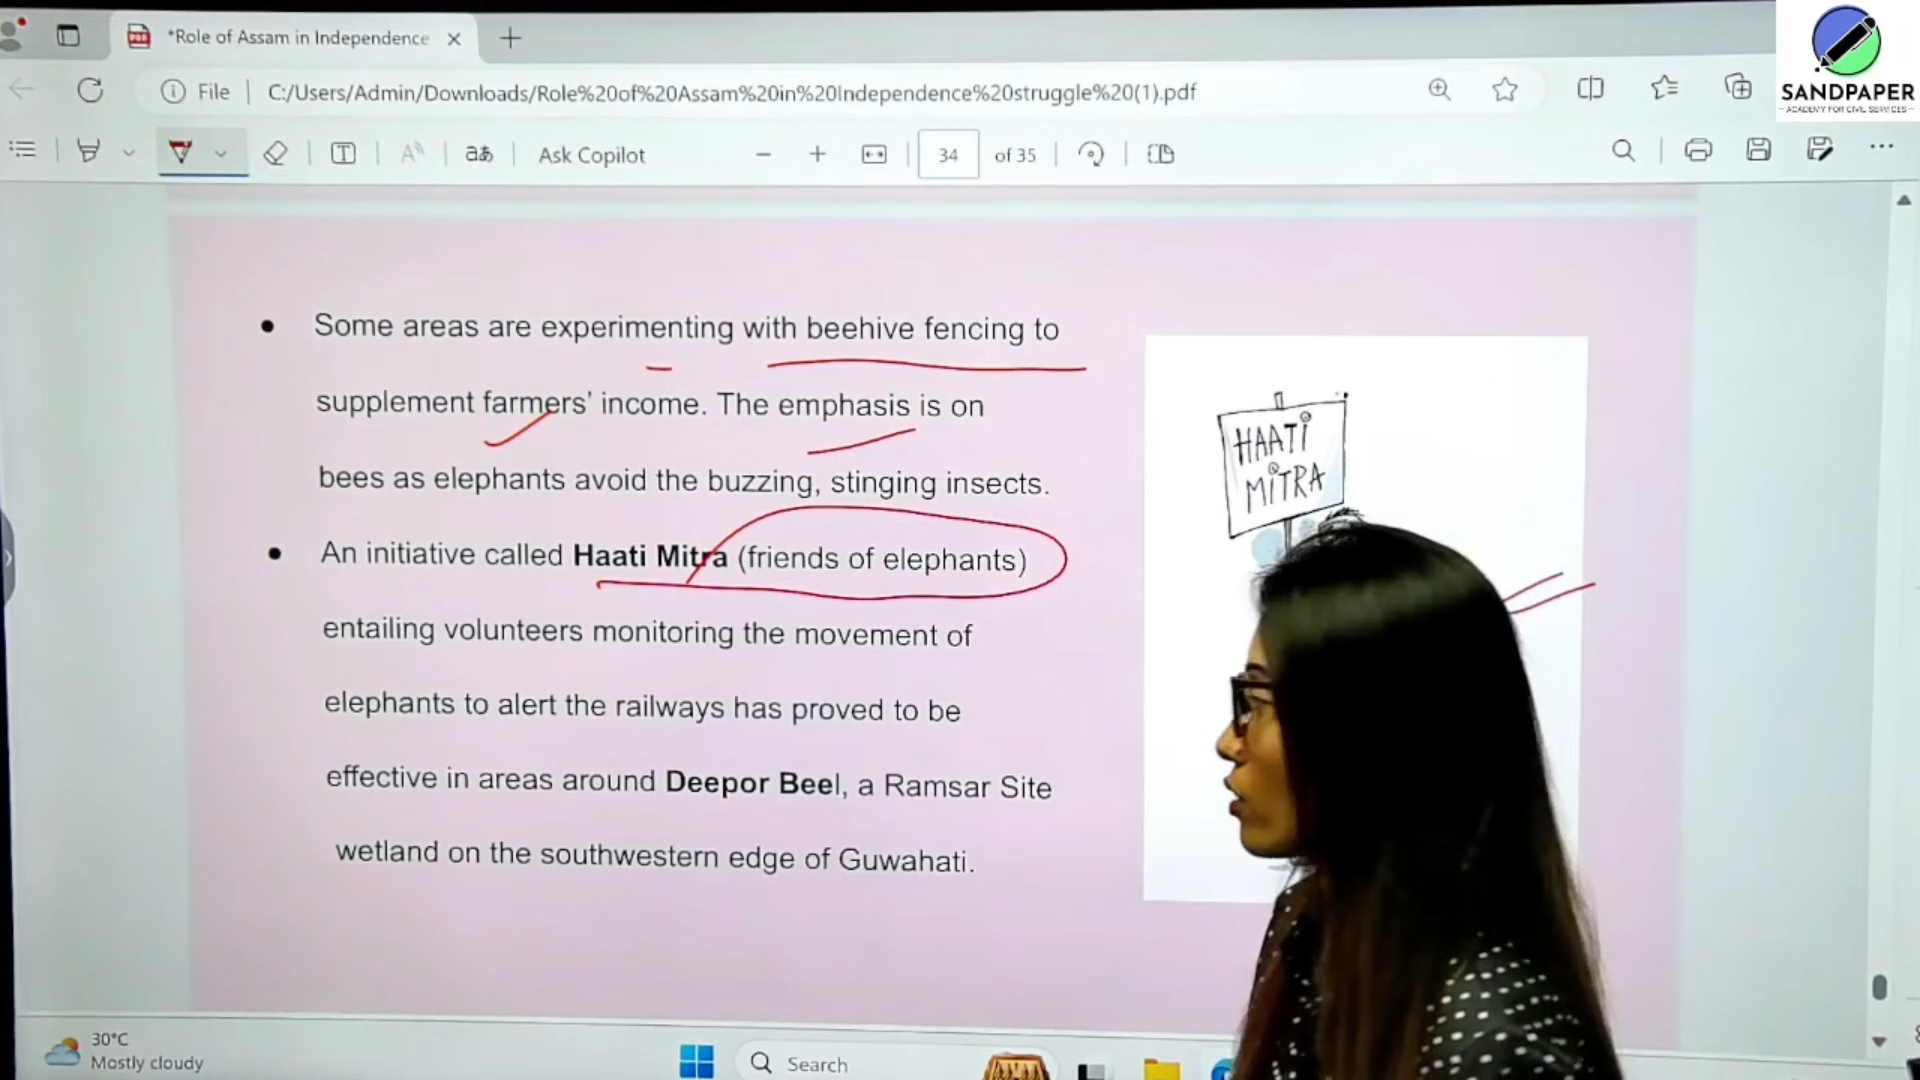 *Role of Assam in Independence
File
C:/Users/Admin/Downloads/Role%20of%20Assam%20in%20Independence%20struggle%20(1).pdf
SANDPAPER
ACADEMY FOR CIVIL SERVICES
Ask Copilot
34 of 35
• Some areas are experimenting with beehive fencing to
supplement farmers' income. The emphasis is on
bees as elephants avoid the buzzing, stinging insects.
• An initiative called Haati Mitra (friends of elephants)
entailing volunteers monitoring the movement of
elephants to alert the railways has proved to be
effective in areas around Deepor Beel, a Ramsar Site
wetland on the southwestern edge of Guwahati.
HAATI
MITRA
30°C
Mostly cloudy
Search